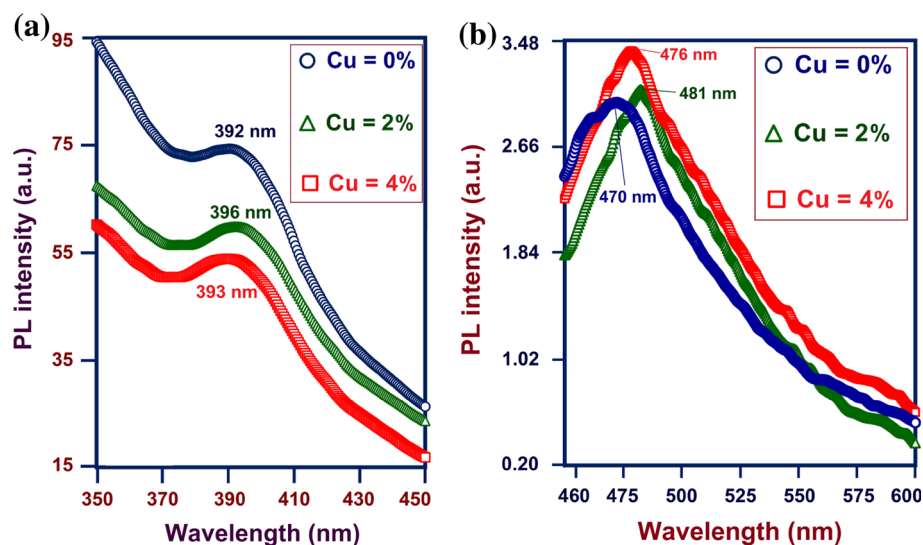 (a)
95
75
55
35
15
PL intensity (a.u.)
Cu = 0%
Cu = 2%
Cu = 4%
392 nm
396 nm
393 nm
350 370 390 410 430 450
Wavelength (nm)
(b)
3.48
2.66
1.84
1.02
0.20
PL intensity (a.u.)
476 nm
481 nm
470 nm
Cu = 0%
Cu = 2%
Cu = 4%
460 475 500 525 550 575 600
Wavelength (nm)